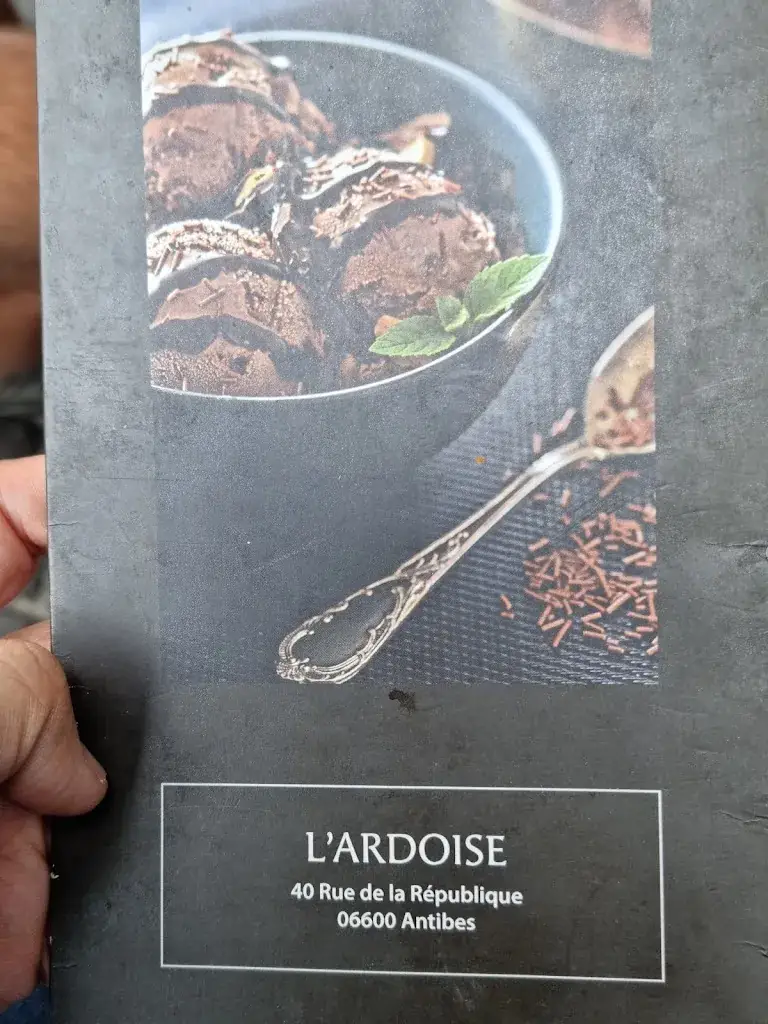 L'ARDOISE
40 Rue de la République
06600 Antibes